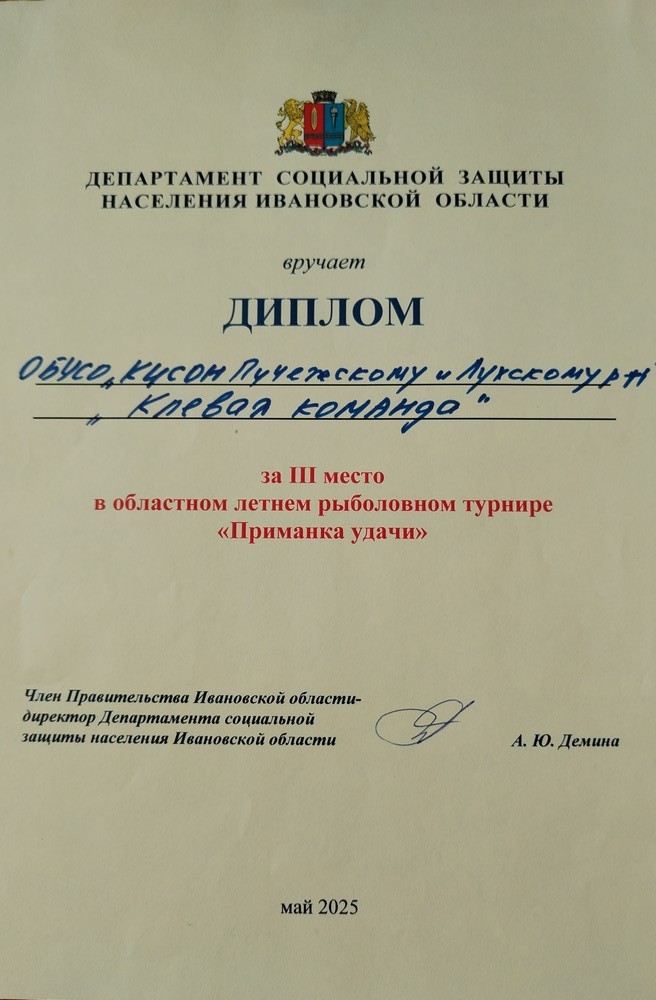 ДЕПАРТАМЕНТ СОЦИАЛЬНОЙ ЗАЩИТЫ
НАСЕЛЕНИЯ ИВАНОВСКОЙ ОБЛАСТИ
вручает
ДИПЛОМ
ОБУСО „КЦСОН Пучежскому и Лухскому
„Клевая команда"
за III место
в областном летнем рыболовном турнире
«Приманка удачи»
Член Правительства Ивановской области-
директор Департамента социальной
защиты населения Ивановской области
А. Ю. Демина
май 2025